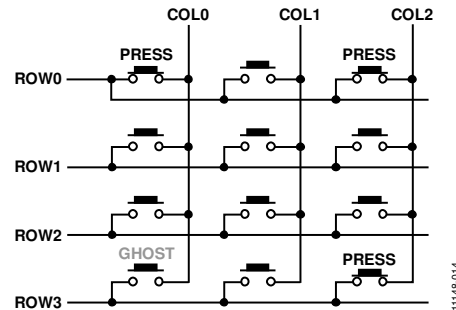 COL0 COL1 COL2
PRESS PRESS
ROW0
ROW1
ROW2
GHOST PRESS
ROW3
11148-014